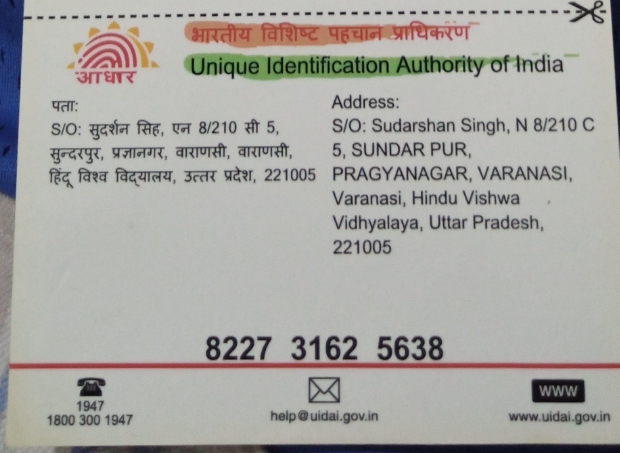 भारतीय विशिष्ट पहचान प्राधिकरण
Unique Identification Authority of India
आधार
पता:
S/O: सुदर्शन सिंह, एन 8/210 सी 5,
सुन्दरपुर, प्रज्ञानगर, वाराणसी, वाराणसी,
हिंदू विश्व विद्यालय, उत्तर प्रदेश, 221005
Address:
S/O: Sudarshan Singh, N 8/210 C
5, SUNDAR PUR,
PRAGYANAGAR, VARANASI,
Varanasi, Hindu Vishwa
Vidhyalaya, Uttar Pradesh,
221005
8227 3162 5638
1947
1800 300 1947
help@uidai.gov.in
WWW
www.uidai.gov.in